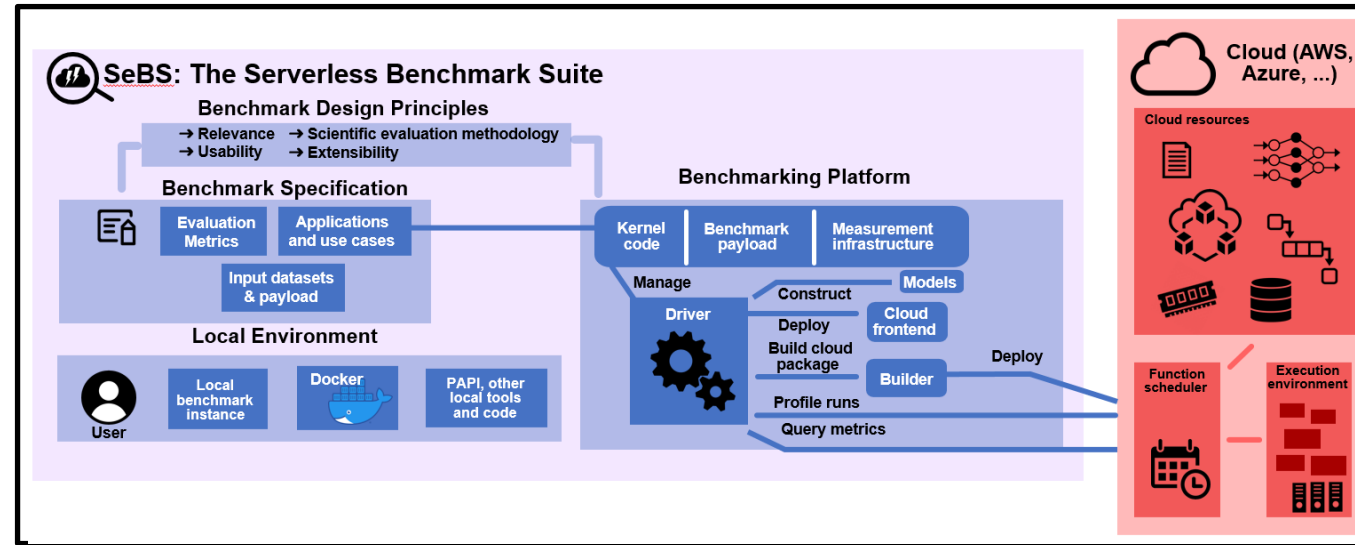 SeBS: The Serverless Benchmark Suite
Benchmark Design Principles
➔ Relevance ➔ Scientific evaluation methodology
➔ Usability ➔ Extensibility
Benchmark Specification
Evaluation
Metrics
Applications
and use cases
Input datasets
& payload
Local Environment
User
Local
benchmark
instance
Docker
PAPI, other
local tools
and code
Benchmarking Platform
Kernel
code
Benchmark
payload
Measurement
infrastructure
Manage
Driver
Construct
Models
Deploy
Cloud
frontend
Build cloud
package
Builder
Deploy
Profile runs
Query metrics
Cloud (AWS,
Azure, ...)
Cloud resources
Function
scheduler
Execution
environment